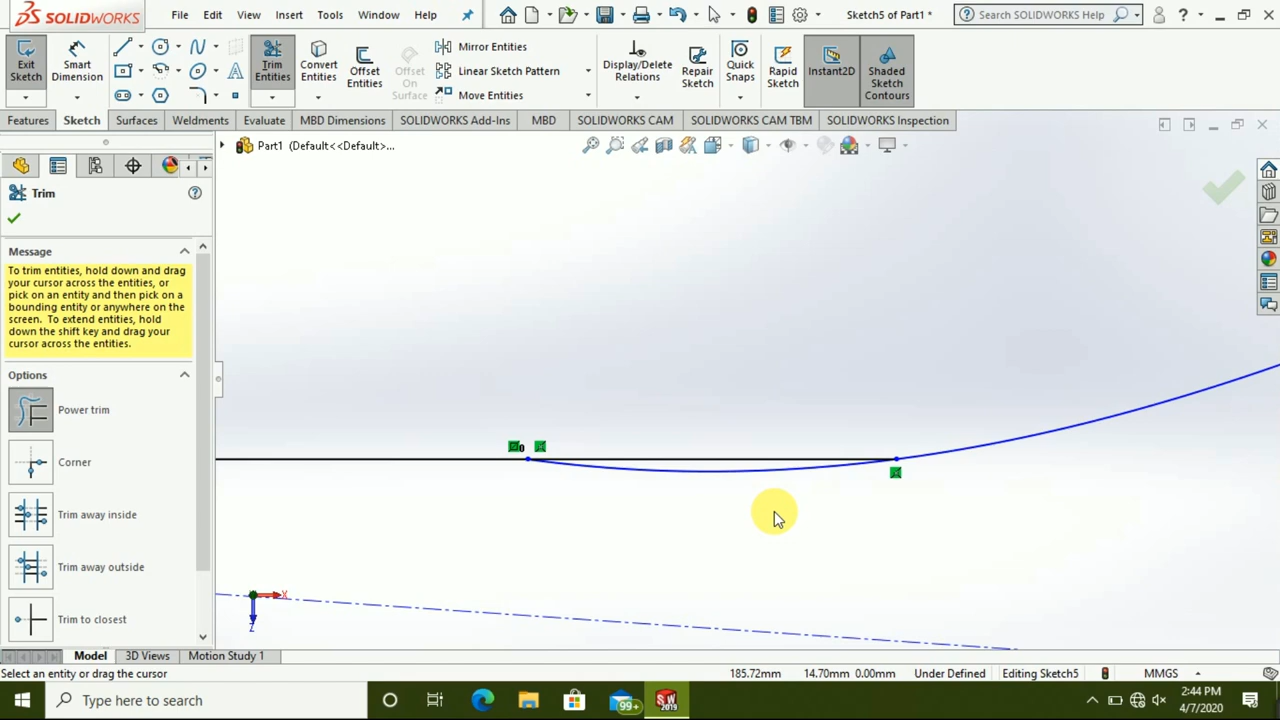 SOLIDWORKS
File Edit View Insert Tools Window Help
Sketch5 of Part1 *
Search SOLIDWORKS Help
?
Exit Sketch
Smart Dimension
Trim Entities
Convert Entities
Offset Entities
Offset On Surface
Mirror Entities
Linear Sketch Pattern
Move Entities
Display/Delete Relations
Repair Sketch
Quick Snaps
Rapid Sketch
Instant2D
Shaded Sketch Contours
Features Sketch Surfaces Weldments Evaluate MBD Dimensions SOLIDWORKS Add-Ins MBD SOLIDWORKS CAM SOLIDWORKS CAM TBM SOLIDWORKS Inspection
Part1 (Default<<Default>...
Trim
?
Message
To trim entities, hold down and drag
your cursor across the entities, or
pick on an entity and then pick on a
bounding entity or anywhere on the
screen. To extend entities, hold
down the shift key and drag your
cursor across the entities.
Options
Power trim
Corner
Trim away inside
Trim away outside
Trim to closest
0
X
Z
Model 3D Views Motion Study 1
Select an entity or drag the cursor
185.72mm 14.70mm 0.00mm Under Defined Editing Sketch5 MMGS
Type here to search
99+
SW
2019
2:44 PM
4/7/2020